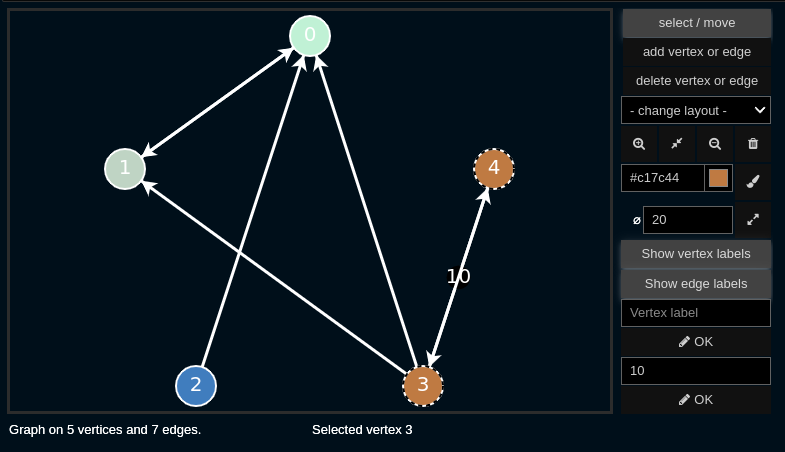 0
1
4
10
2
3
Graph on 5 vertices and 7 edges.
Selected vertex 3
select / move
add vertex or edge
delete vertex or edge
- change layout -
#c17c44
⌀ 20
Show vertex labels
Show edge labels
Vertex label
OK
10
OK